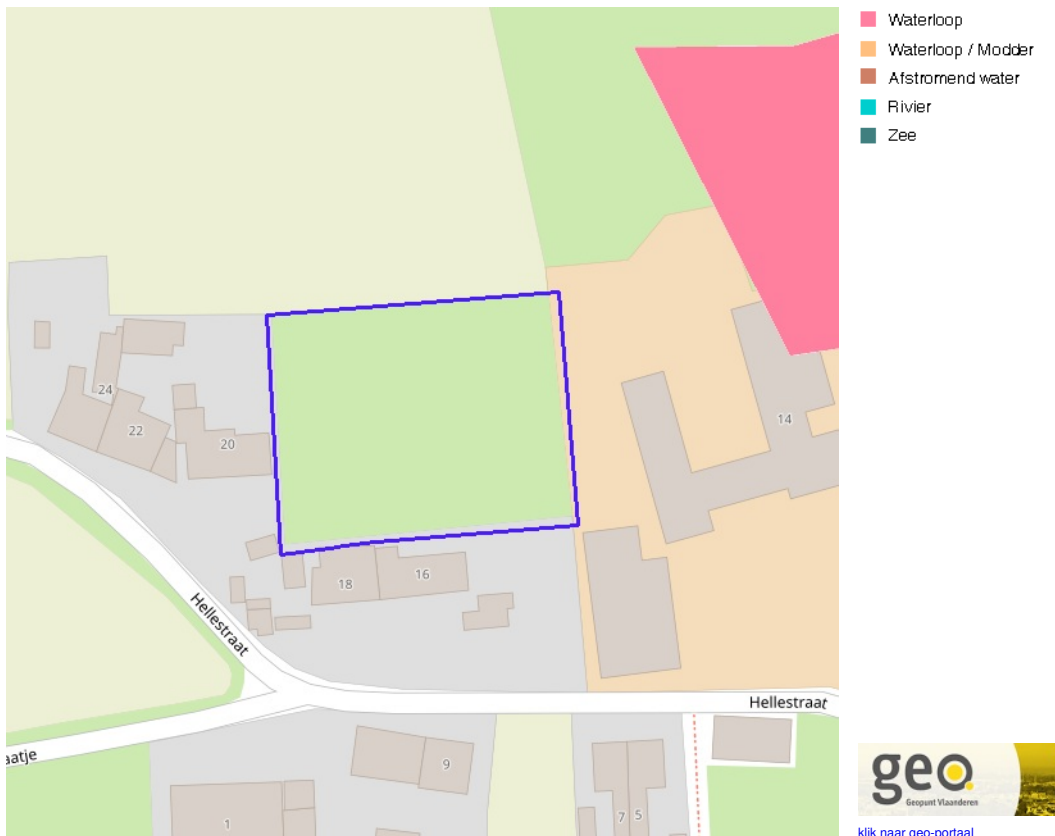 Waterloop
Waterloop / Modder
Afstromend water
Rivier
Zee
24
22
20
14
18
16
Hellestraat
Hellestraat
aatje
9
1
7
5
geo
Geopunt Vlaanderen
klik naar geo-portaal